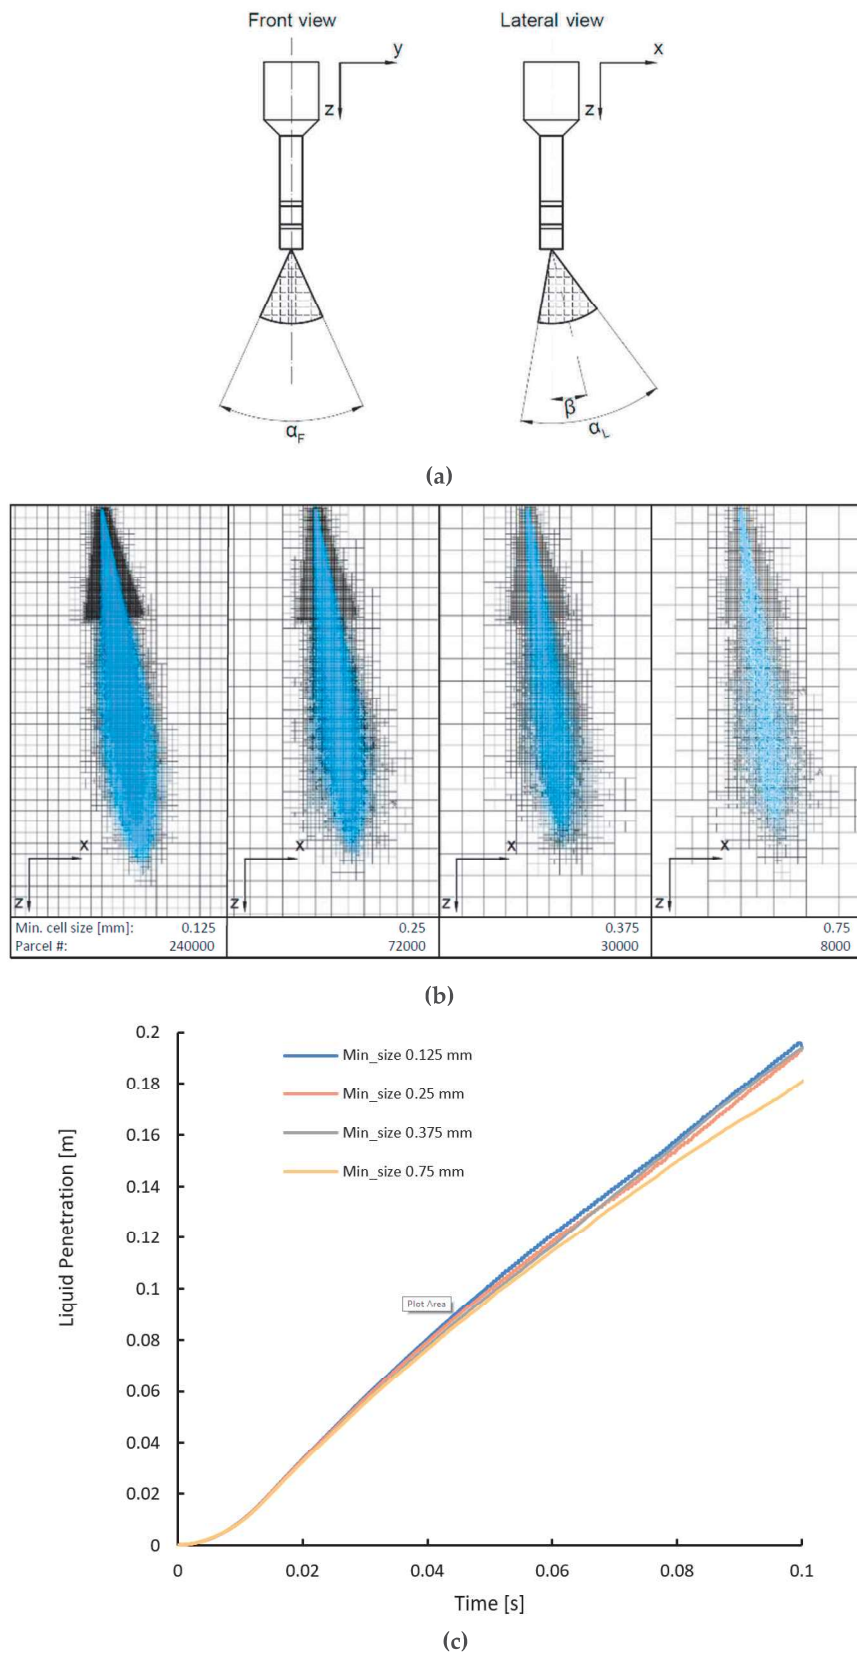 Front view
Lateral view
y
x
z
z
β
αF
αL
(a)
x
x
x
x
z
z
z
z
Min. cell size [mm]: 0.125 0.25 0.375 0.75
Parcel #: 240000 72000 30000 8000
(b)
0.2
0.18
0.16
0.14
0.12
0.1
0.08
0.06
0.04
0.02
0
Liquid Penetration [m]
Min_size 0.125 mm
Min_size 0.25 mm
Min_size 0.375 mm
Min_size 0.75 mm
Plot Area
0 0.02 0.04 0.06 0.08 0.1
Time [s]
(c)